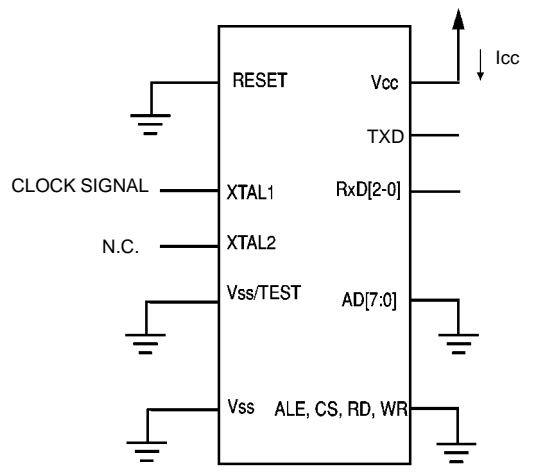 Icc
RESET
Vcc
TXD
CLOCK SIGNAL
XTAL1
RxD[2-0]
N.C.
XTAL2
Vss/TEST
AD[7:0]
Vss
ALE, CS, RD, WR